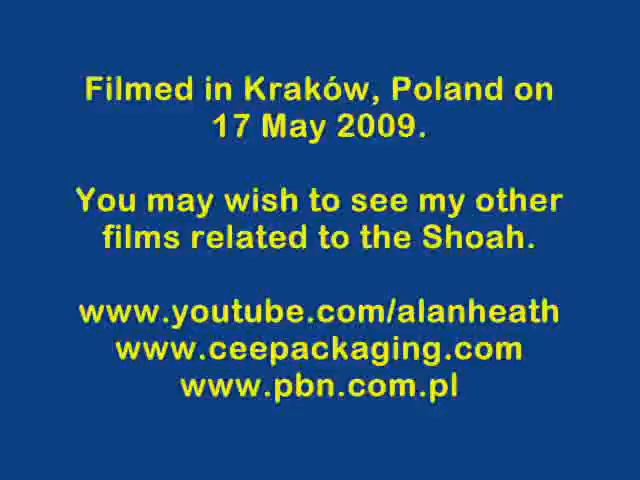 Filmed in Kraków, Poland on
17 May 2009.
You may wish to see my other
films related to the Shoah.
www.youtube.com/alanheath
www.ceepackaging.com
www.pbn.com.pl